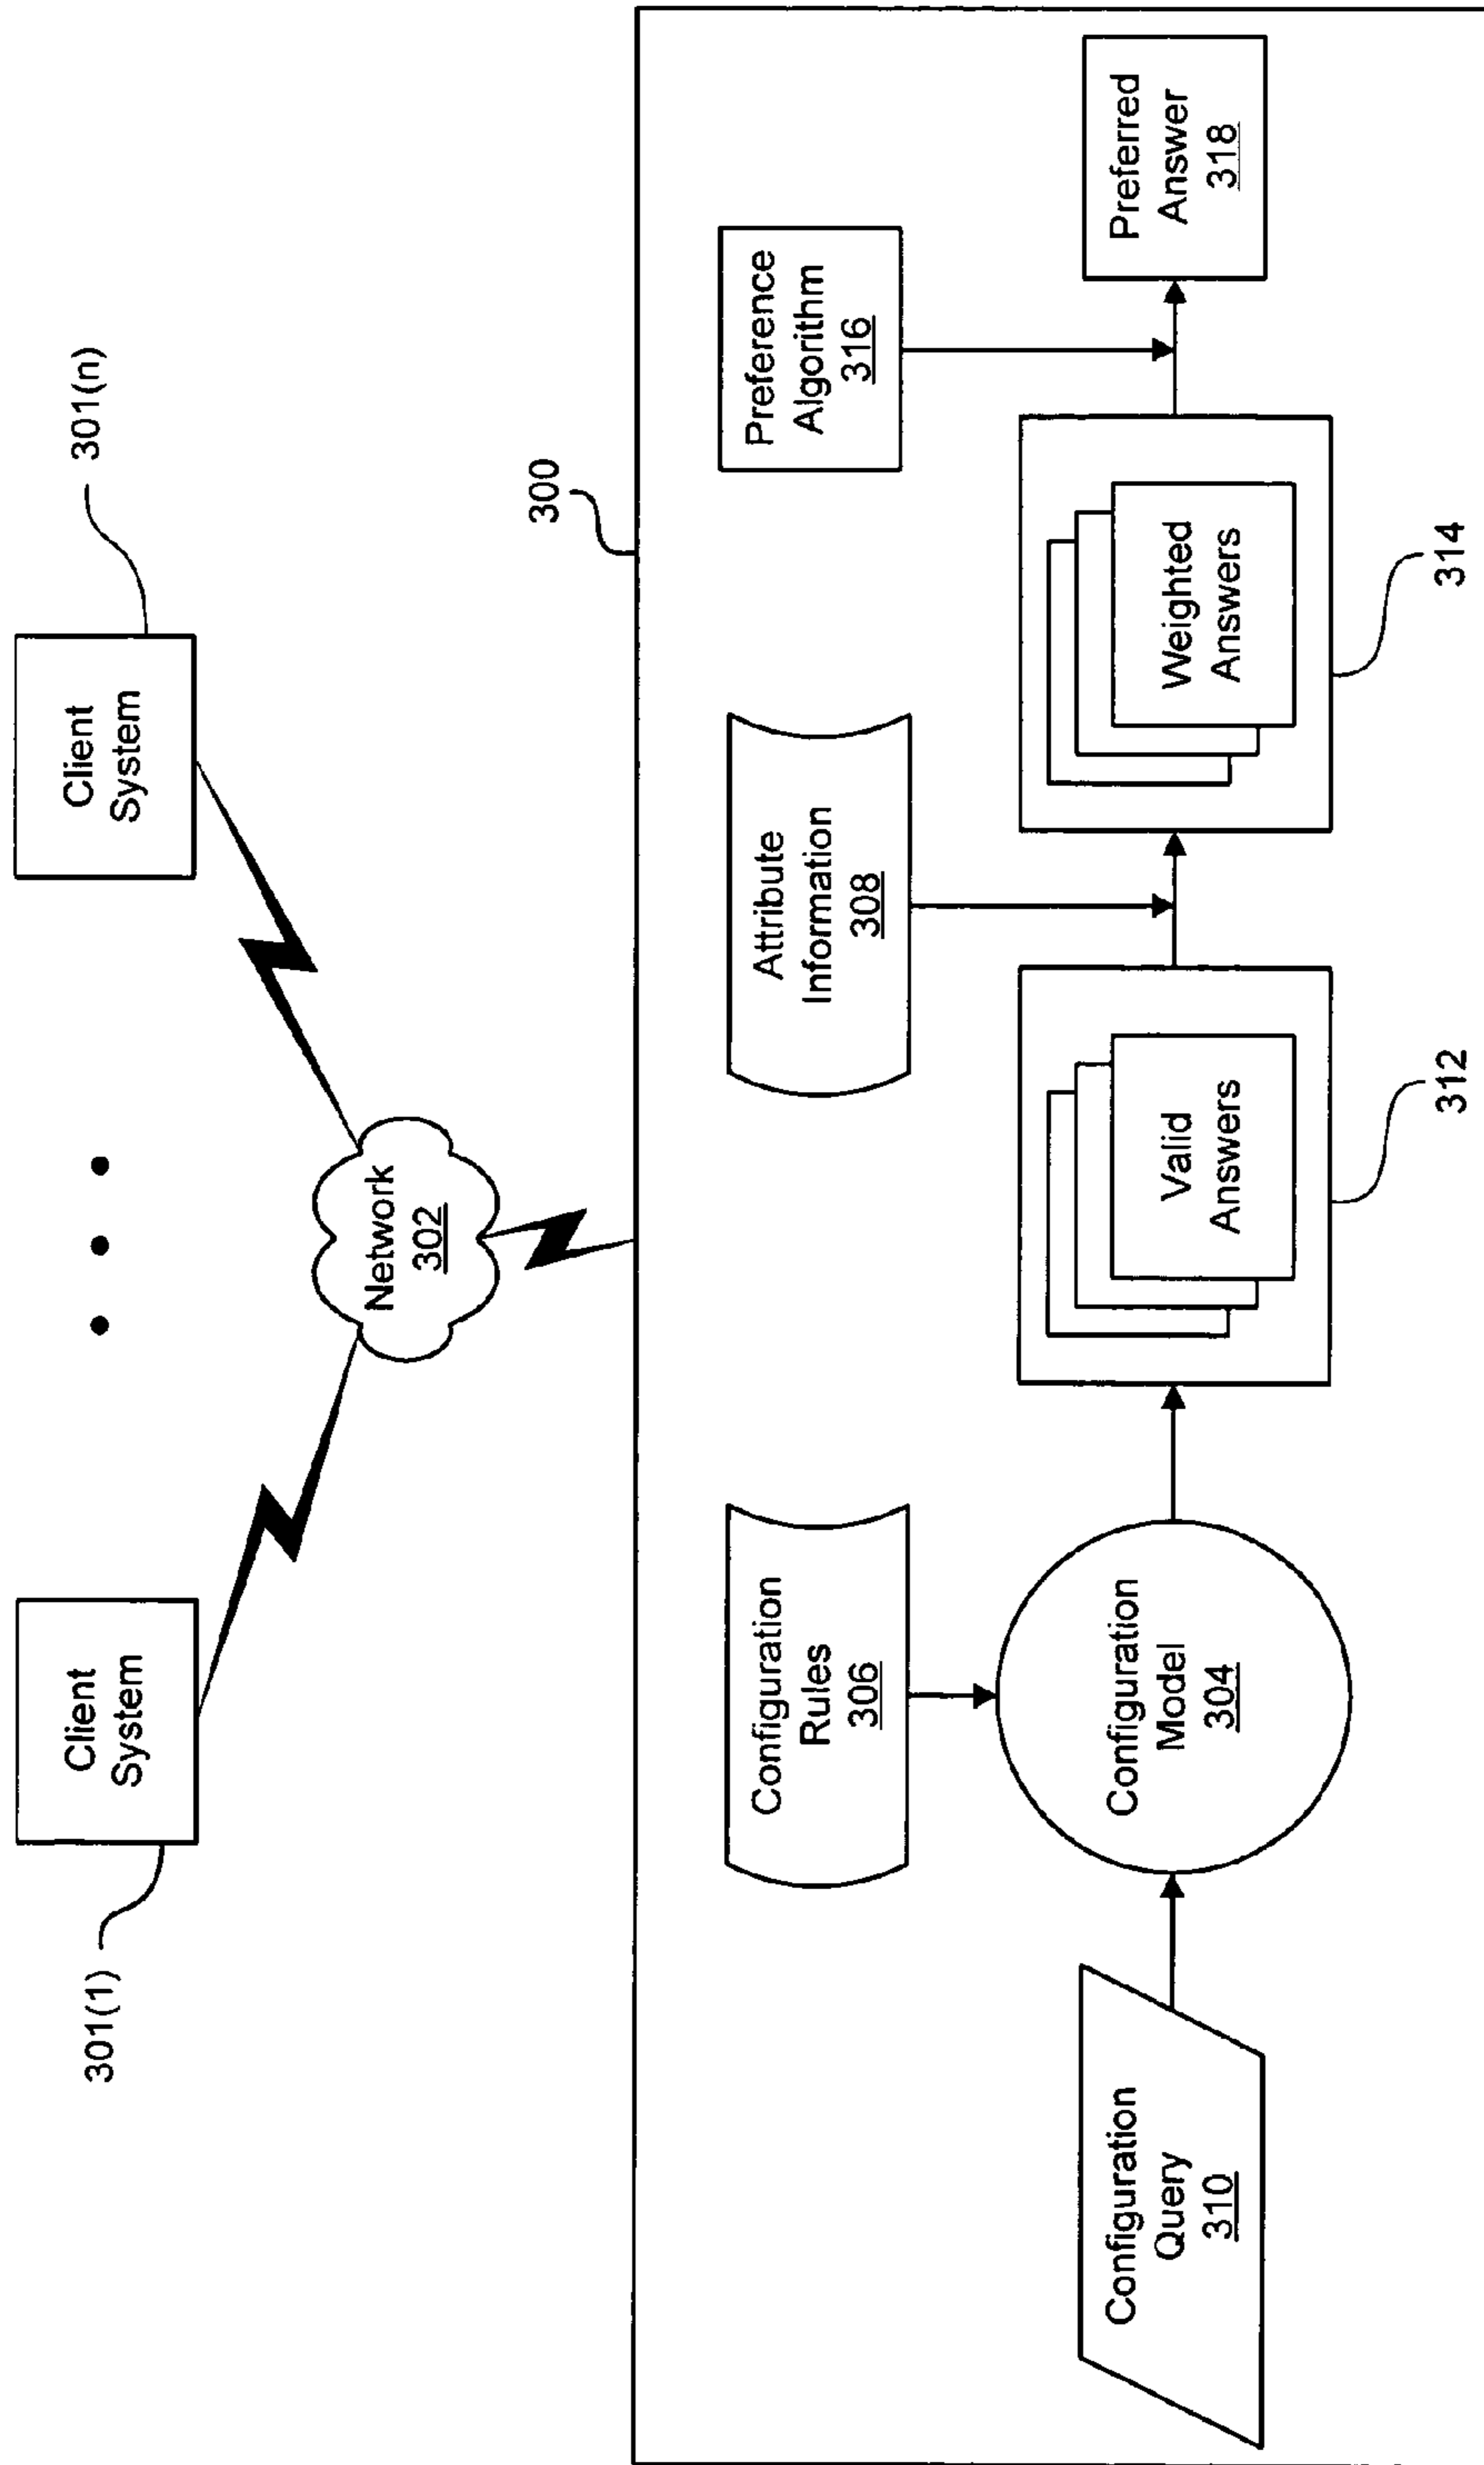 301(1)
Client
System
Client
System
301(n)
Network
302
300
Configuration
Query
310
Configuration
Rules
306
Configuration
Model
304
Valid
Answers
312
Attribute
Information
308
Weighted
Answers
314
Preference
Algorithm
316
Preferred
Answer
318